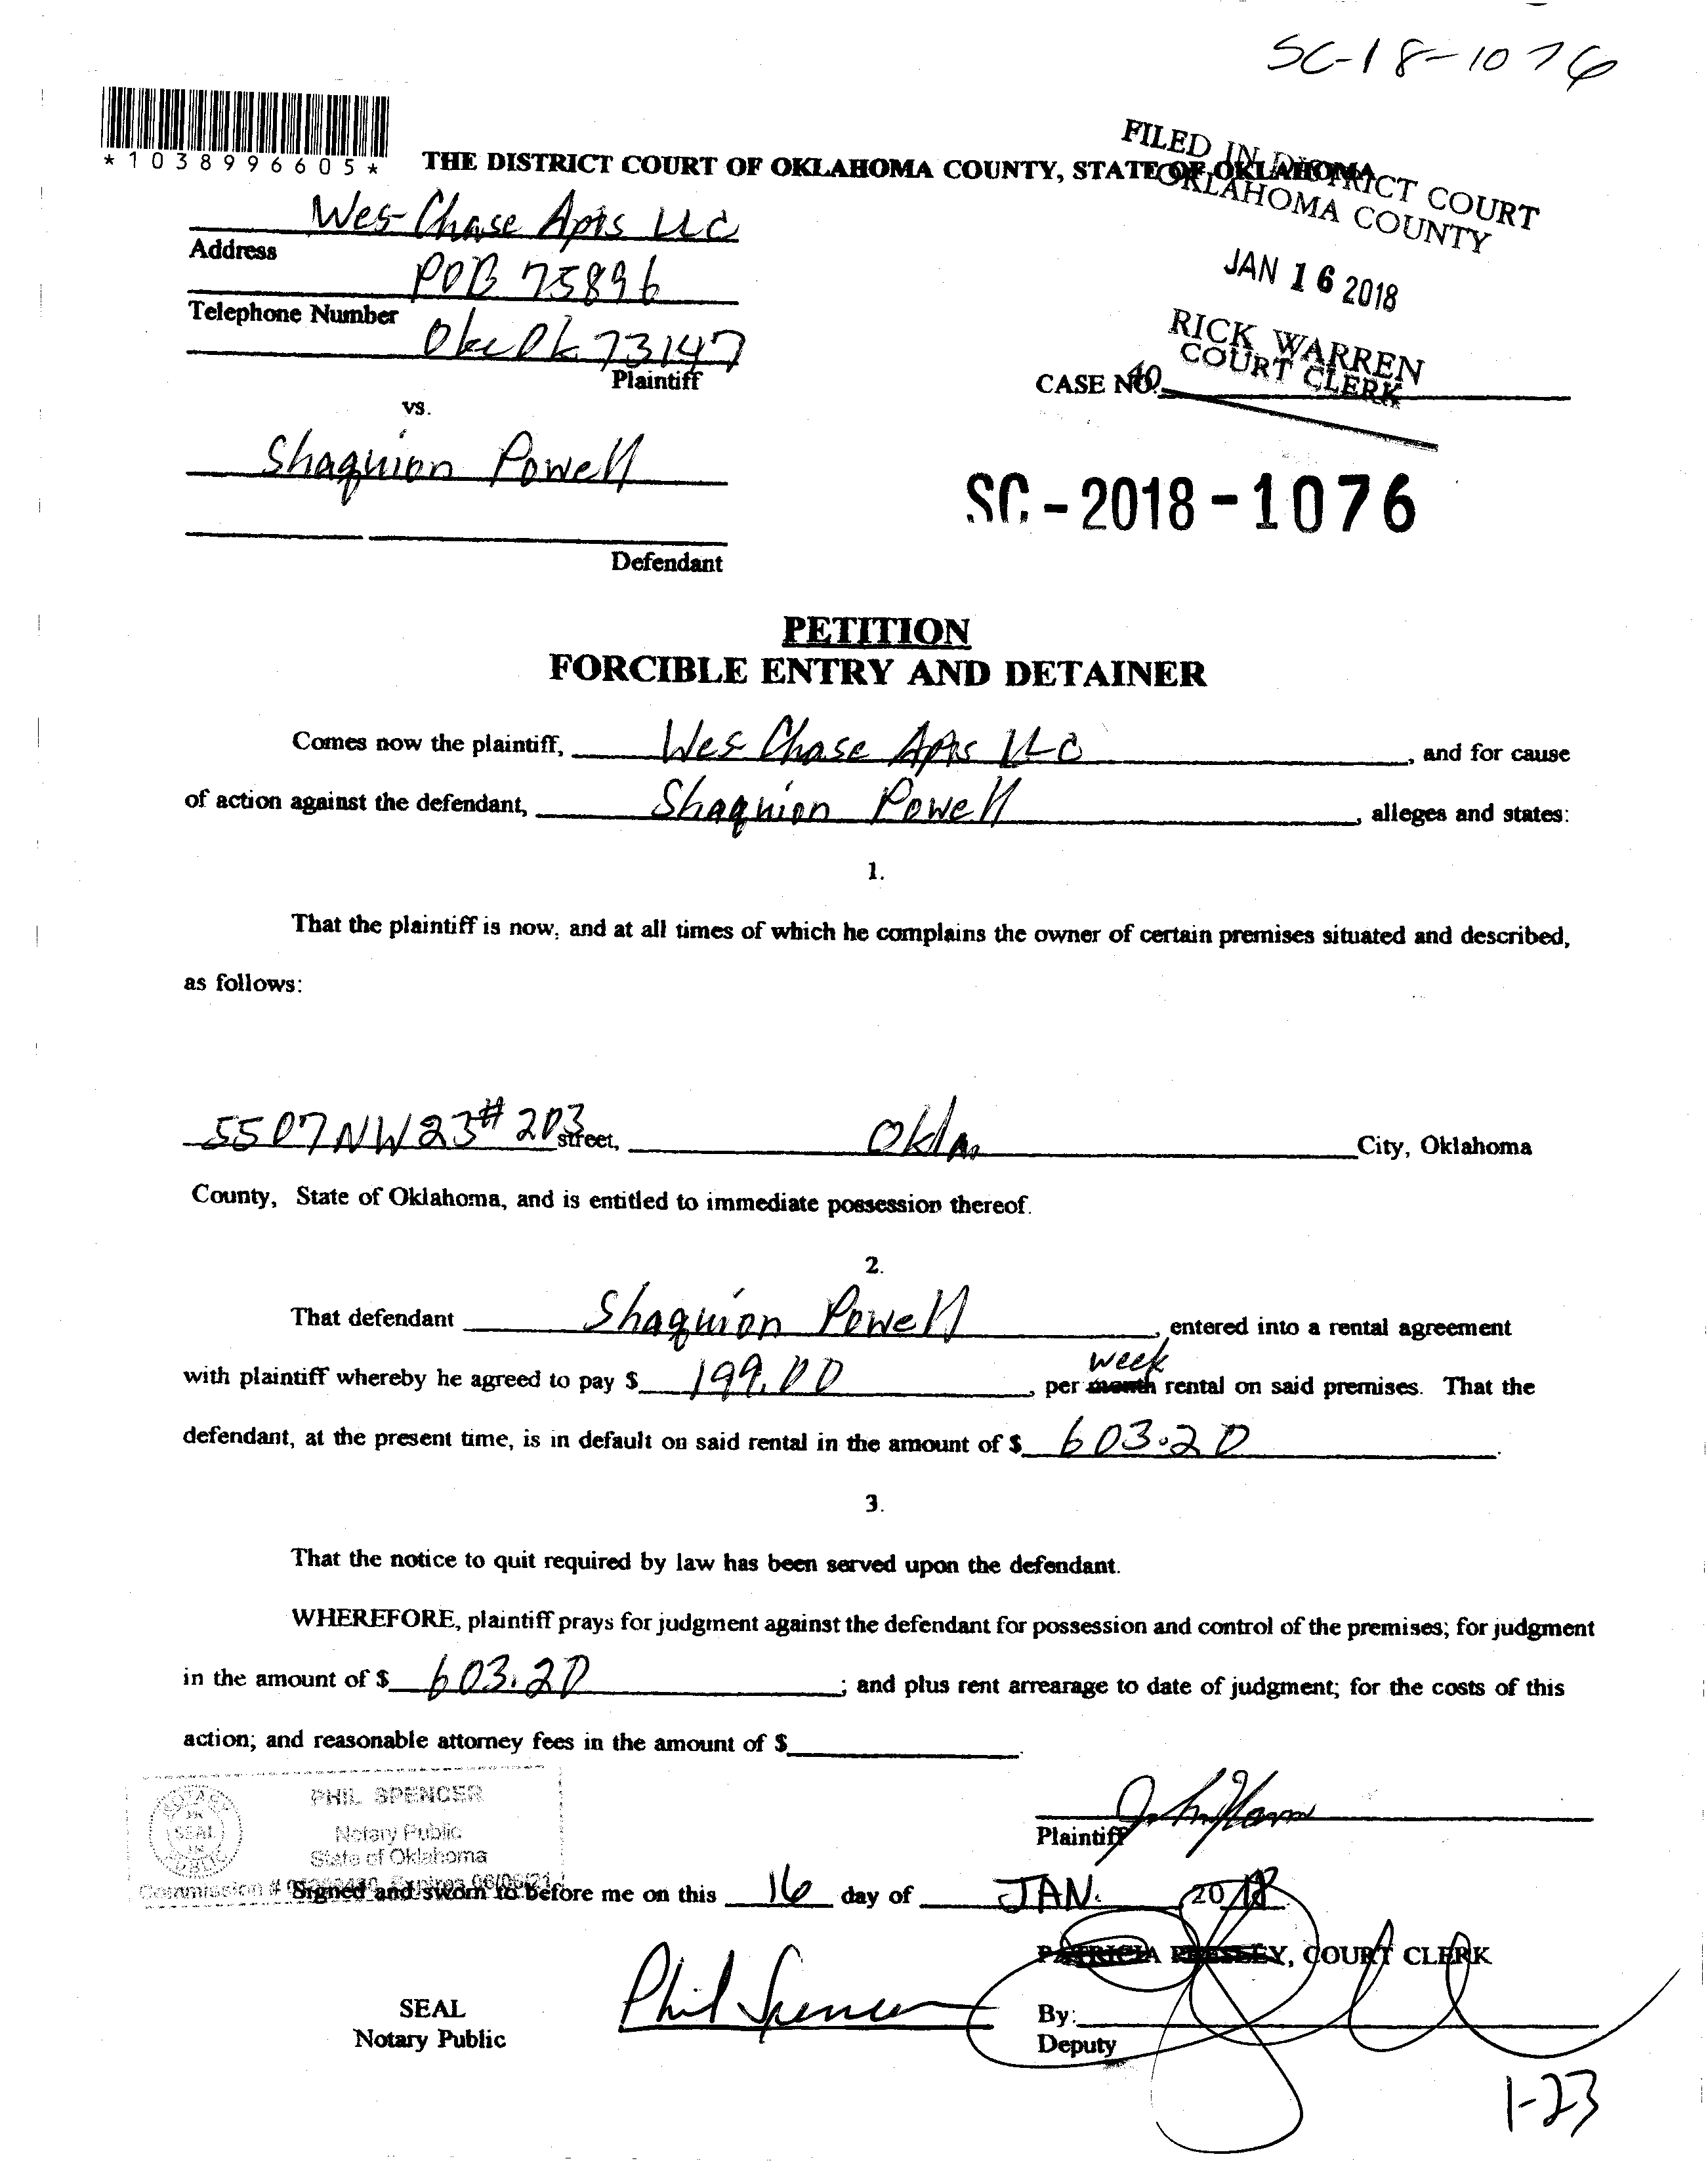 SC-18-1076
*1038996605*
THE DISTRICT COURT OF OKLAHOMA COUNTY, STATE OF OKLAHOMA
FILED IN DISTRICT COURT
OKLAHOMA COUNTY
JAN 16 2018
RICK WARREN
COURT CLERK
40
Wes Chase Apts LLC
Address
POB 75896
Telephone Number
Okc Ok 73147
Plaintiff
CASE NO.
vs.
Shaquion Powell
SC-2018-1076
Defendant
PETITION
FORCIBLE ENTRY AND DETAINER
Comes now the plaintiff, Wes Chase Apts LLC, and for cause
of action against the defendant, Shaquion Powell, alleges and states:
1.
That the plaintiff is now, and at all times of which he complains the owner of certain premises situated and described,
as follows:
5507 NW 23 # 203 street, Okla City, Oklahoma
County, State of Oklahoma, and is entitled to immediate possession thereof.
2.
That defendant Shaquion Powell, entered into a rental agreement
with plaintiff whereby he agreed to pay $ 199.00, per month week rental on said premises. That the
defendant, at the present time, is in default on said rental in the amount of $ 603.20.
3.
That the notice to quit required by law has been served upon the defendant.
WHEREFORE, plaintiff prays for judgment against the defendant for possession and control of the premises; for judgment
in the amount of $ 603.20; and plus rent arrearage to date of judgment; for the costs of this
action; and reasonable attorney fees in the amount of $.
PHIL SPENCER
Notary Public
State of Oklahoma
Commission # Expires 06/06/21
NOTARY PUBLIC
SEAL
Plaintiff
Signed and sworn to before me on this 16 day of JAN. 2018
PATRICIA PRESLEY, COURT CLERK
Phil Spencer
SEAL
Notary Public
By:
Deputy
1-23